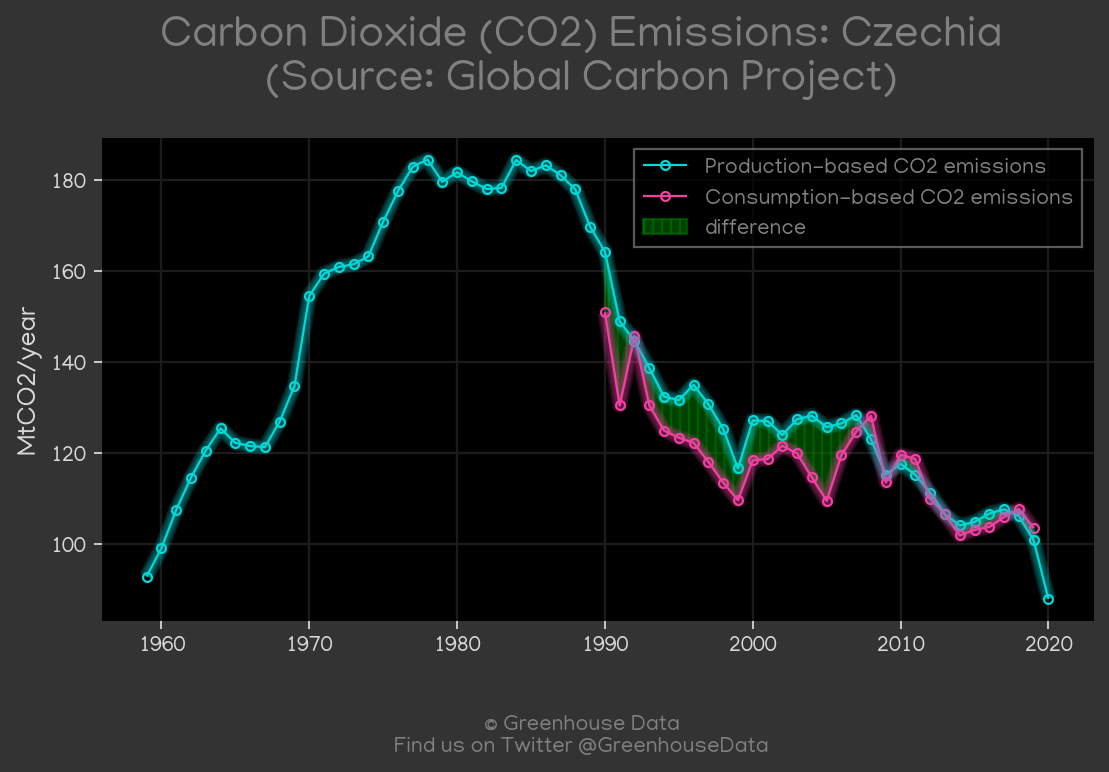 Carbon Dioxide (CO2) Emissions: Czechia
(Source: Global Carbon Project)
Production-based CO2 emissions
Consumption-based CO2 emissions
difference
MtCO2/year
180
160
140
120
100
1960 1970 1980 1990 2000 2010 2020
© Greenhouse Data
Find us on Twitter @GreenhouseData